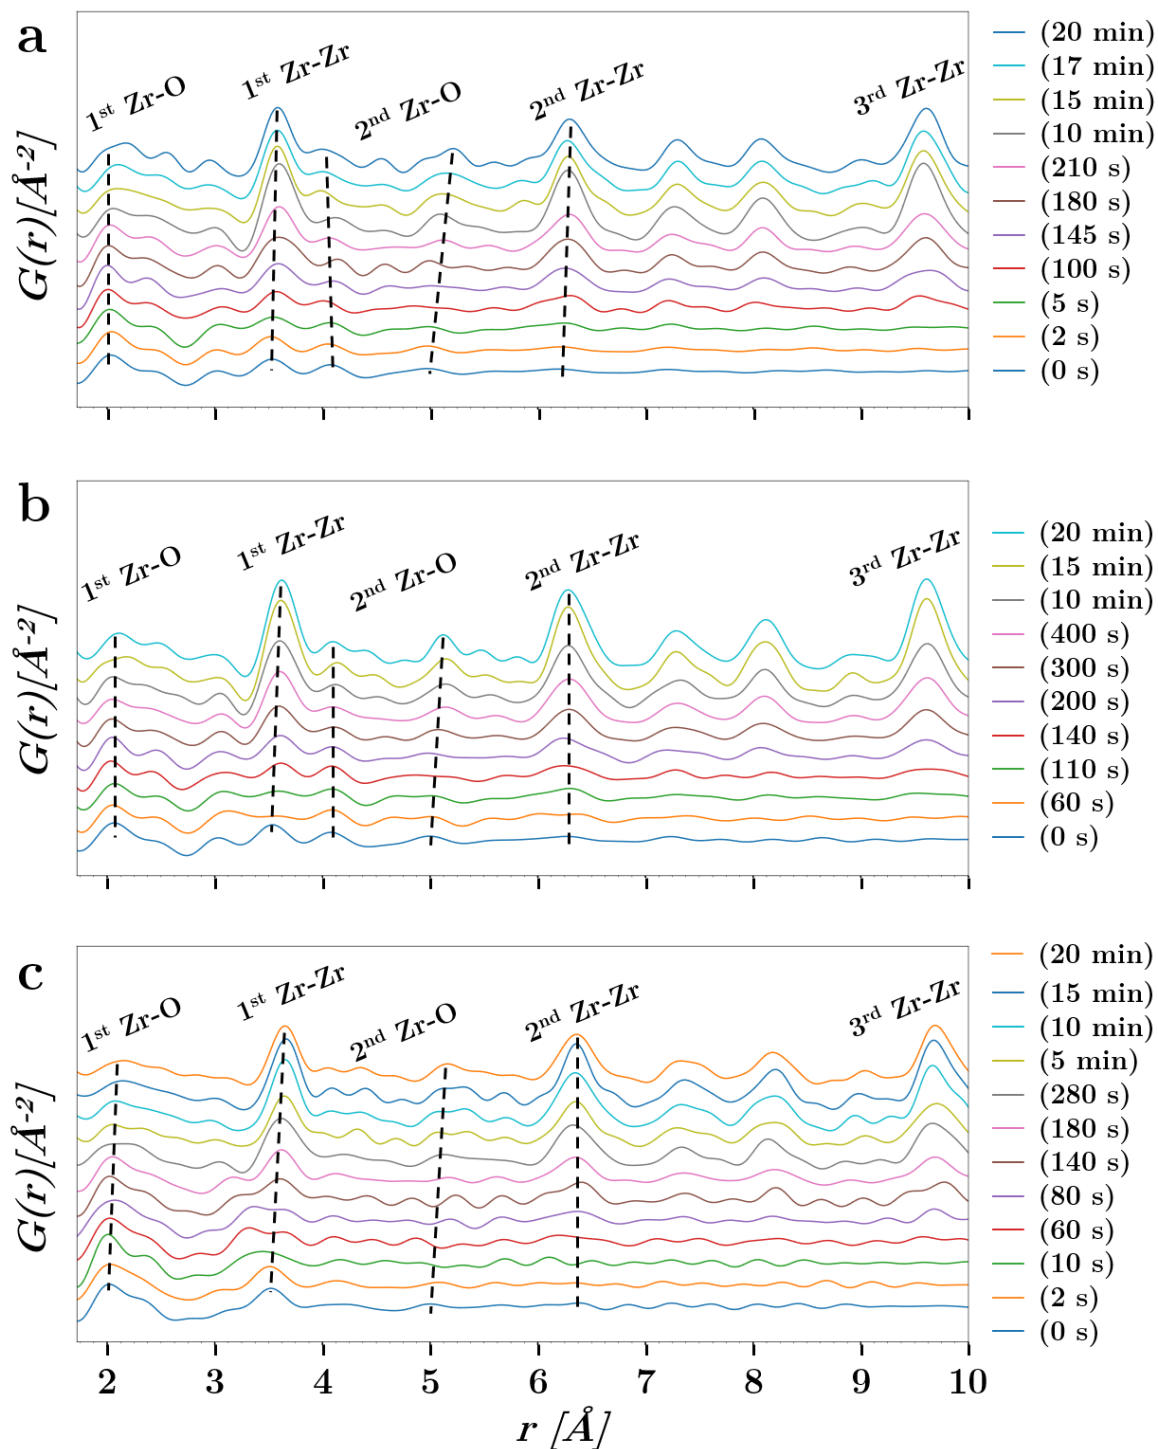 a
1st Zr-O
1st Zr-Zr
2nd Zr-O
2nd Zr-Zr
3rd Zr-Zr
G(r)[Å-2]
(20 min)
(17 min)
(15 min)
(10 min)
(210 s)
(180 s)
(145 s)
(100 s)
(5 s)
(2 s)
(0 s)
b
1st Zr-O
1st Zr-Zr
2nd Zr-O
2nd Zr-Zr
3rd Zr-Zr
G(r)[Å-2]
(20 min)
(15 min)
(10 min)
(400 s)
(300 s)
(200 s)
(140 s)
(110 s)
(60 s)
(0 s)
c
1st Zr-O
1st Zr-Zr
2nd Zr-O
2nd Zr-Zr
3rd Zr-Zr
G(r)[Å-2]
(20 min)
(15 min)
(10 min)
(5 min)
(280 s)
(180 s)
(140 s)
(80 s)
(60 s)
(10 s)
(2 s)
(0 s)
2 3 4 5 6 7 8 9 10
r [Å]